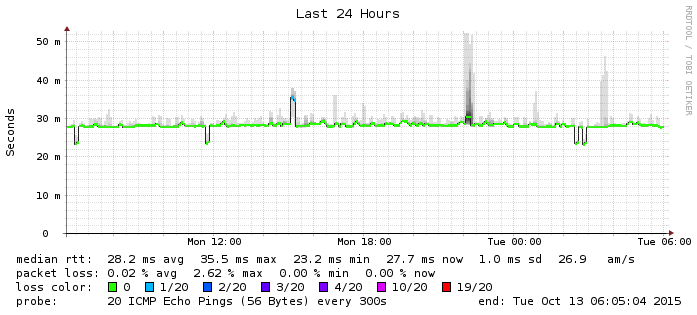 Last 24 Hours
RRDTOOL / TOBI OETIKER
Seconds
50 m
40 m
30 m
20 m
10 m
0
Mon 12:00 Mon 18:00 Tue 00:00 Tue 06:00
median rtt: 28.2 ms avg 35.5 ms max 23.2 ms min 27.7 ms now 1.0 ms sd 26.9 am/s
packet loss: 0.02 % avg 2.62 % max 0.00 % min 0.00 % now
loss color: 0 1/20 2/20 3/20 4/20 10/20 19/20
probe: 20 ICMP Echo Pings (56 Bytes) every 300s end: Tue Oct 13 06:05:04 2015